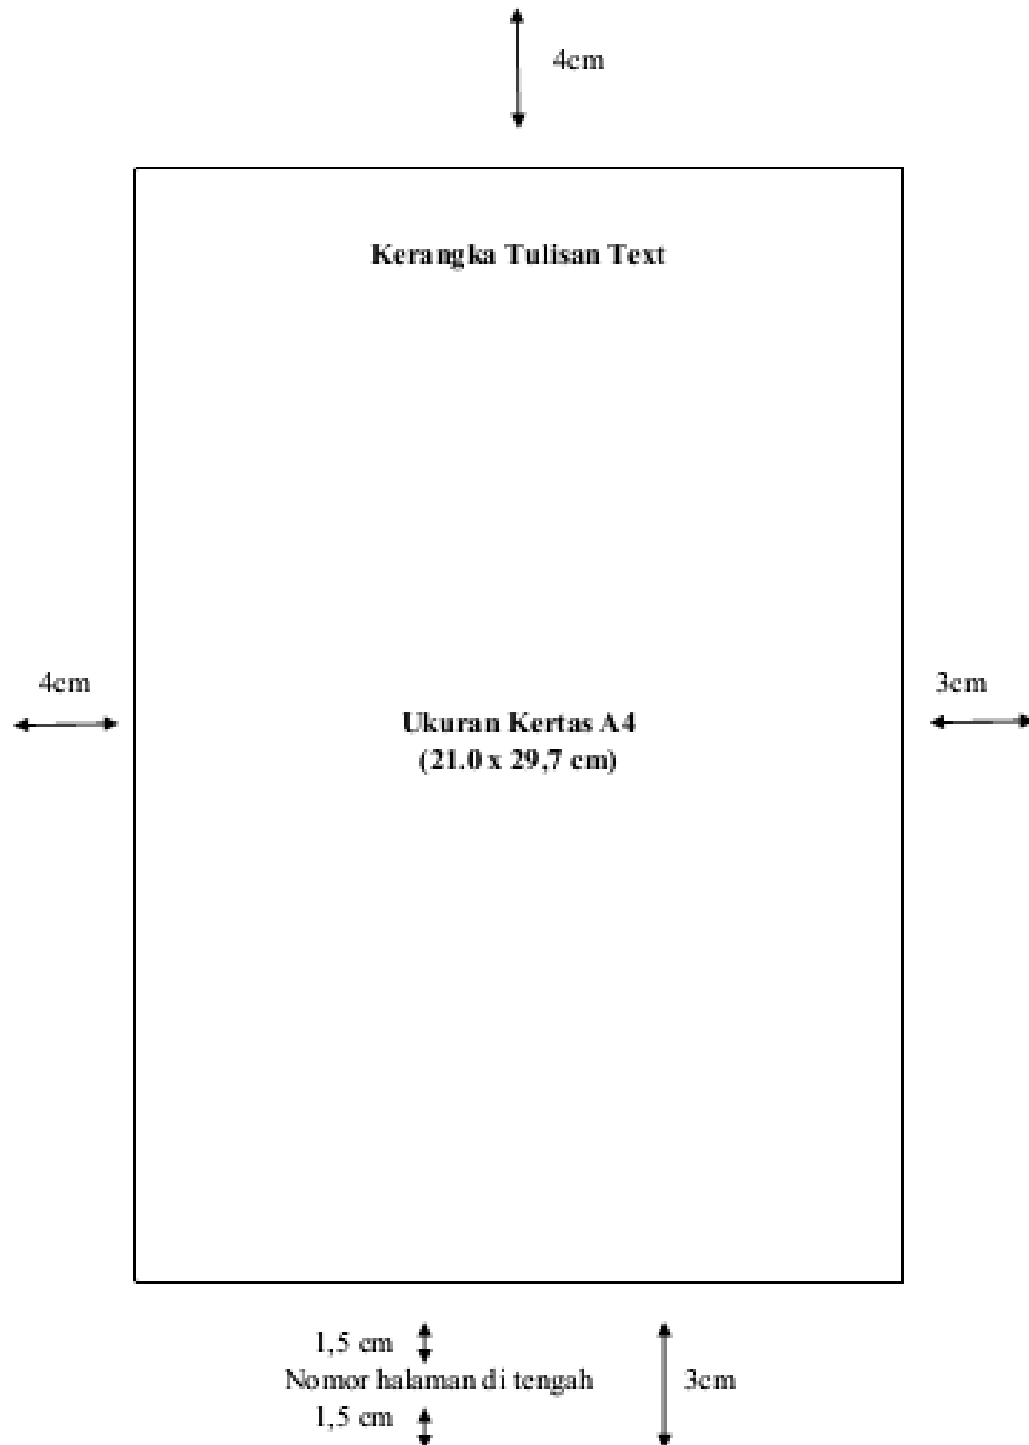 4cm
Kerangka Tulisan Text
4cm
3cm
Ukuran Kertas A4
(21.0 x 29,7 cm)
1,5 cm
Nomor halaman di tengah
3cm
1,5 cm